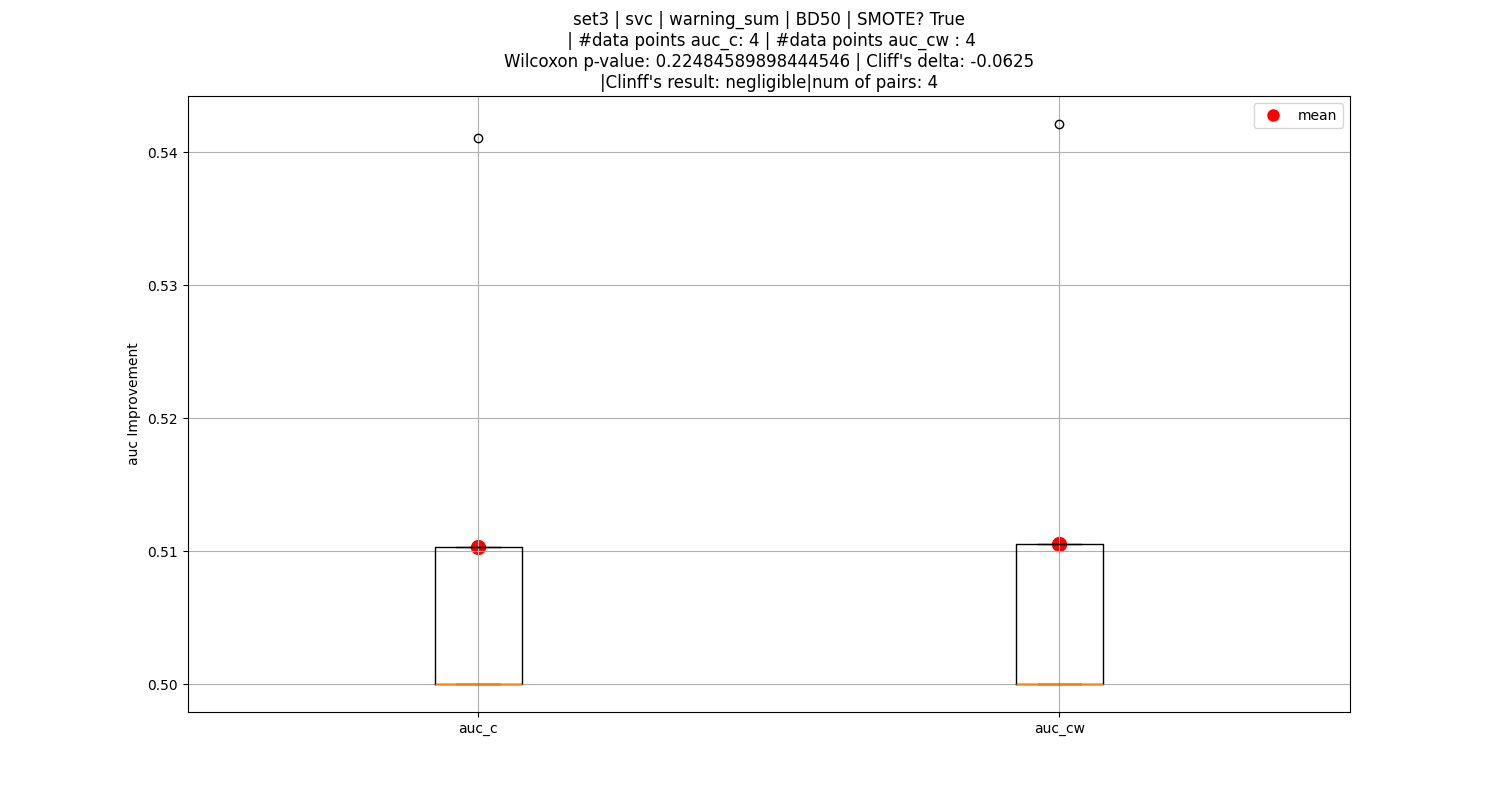 set3 | svc | warning_sum | BD50 | SMOTE? True
| #data points auc_c: 4 | #data points auc_cw : 4
Wilcoxon p-value: 0.22484589898444546 | Cliff's delta: -0.0625
|Clinff's result: negligible|num of pairs: 4
mean
0.54
0.53
0.52
0.51
0.50
auc Improvement
auc_c
auc_cw